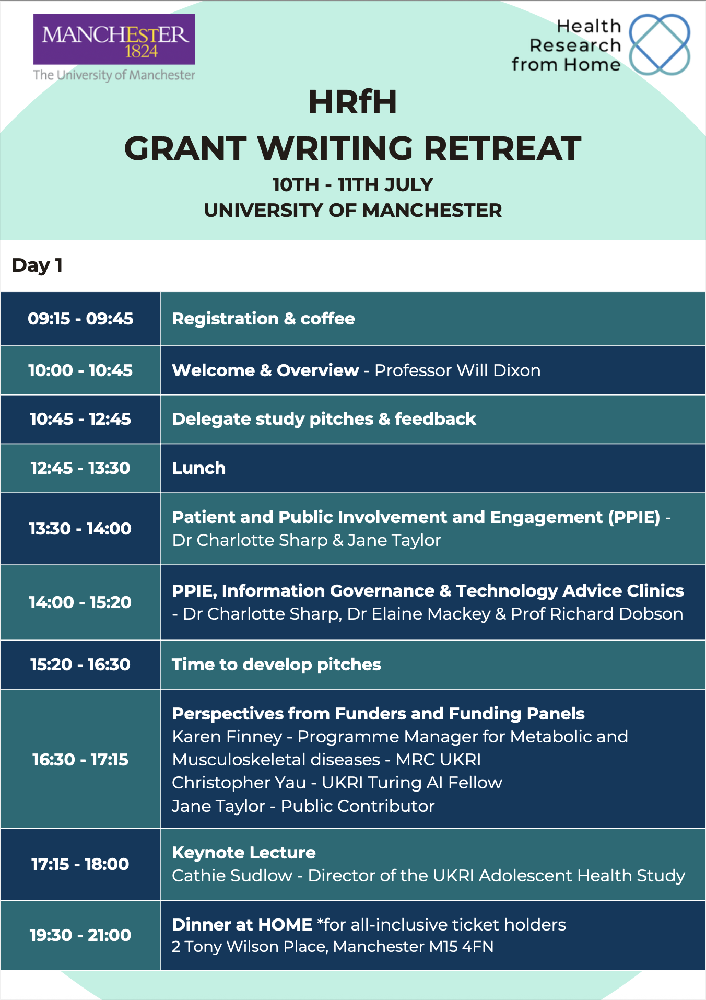 MANCHESTER
1824
The University of Manchester
Health
Research
from Home
HRfH
GRANT WRITING RETREAT
10TH - 11TH JULY
UNIVERSITY OF MANCHESTER
Day 1
09:15 - 09:45
Registration & coffee
10:00 - 10:45
Welcome & Overview - Professor Will Dixon
10:45 - 12:45
Delegate study pitches & feedback
12:45 - 13:30
Lunch
13:30 - 14:00
Patient and Public Involvement and Engagement (PPIE) -
Dr Charlotte Sharp & Jane Taylor
14:00 - 15:20
PPIE, Information Governance & Technology Advice Clinics
- Dr Charlotte Sharp, Dr Elaine Mackey & Prof Richard Dobson
15:20 - 16:30
Time to develop pitches
16:30 - 17:15
Perspectives from Funders and Funding Panels
Karen Finney - Programme Manager for Metabolic and
Musculoskeletal diseases - MRC UKRI
Christopher Yau - UKRI Turing AI Fellow
Jane Taylor - Public Contributor
17:15 - 18:00
Keynote Lecture
Cathie Sudlow - Director of the UKRI Adolescent Health Study
19:30 - 21:00
Dinner at HOME *for all-inclusive ticket holders
2 Tony Wilson Place, Manchester M15 4FN